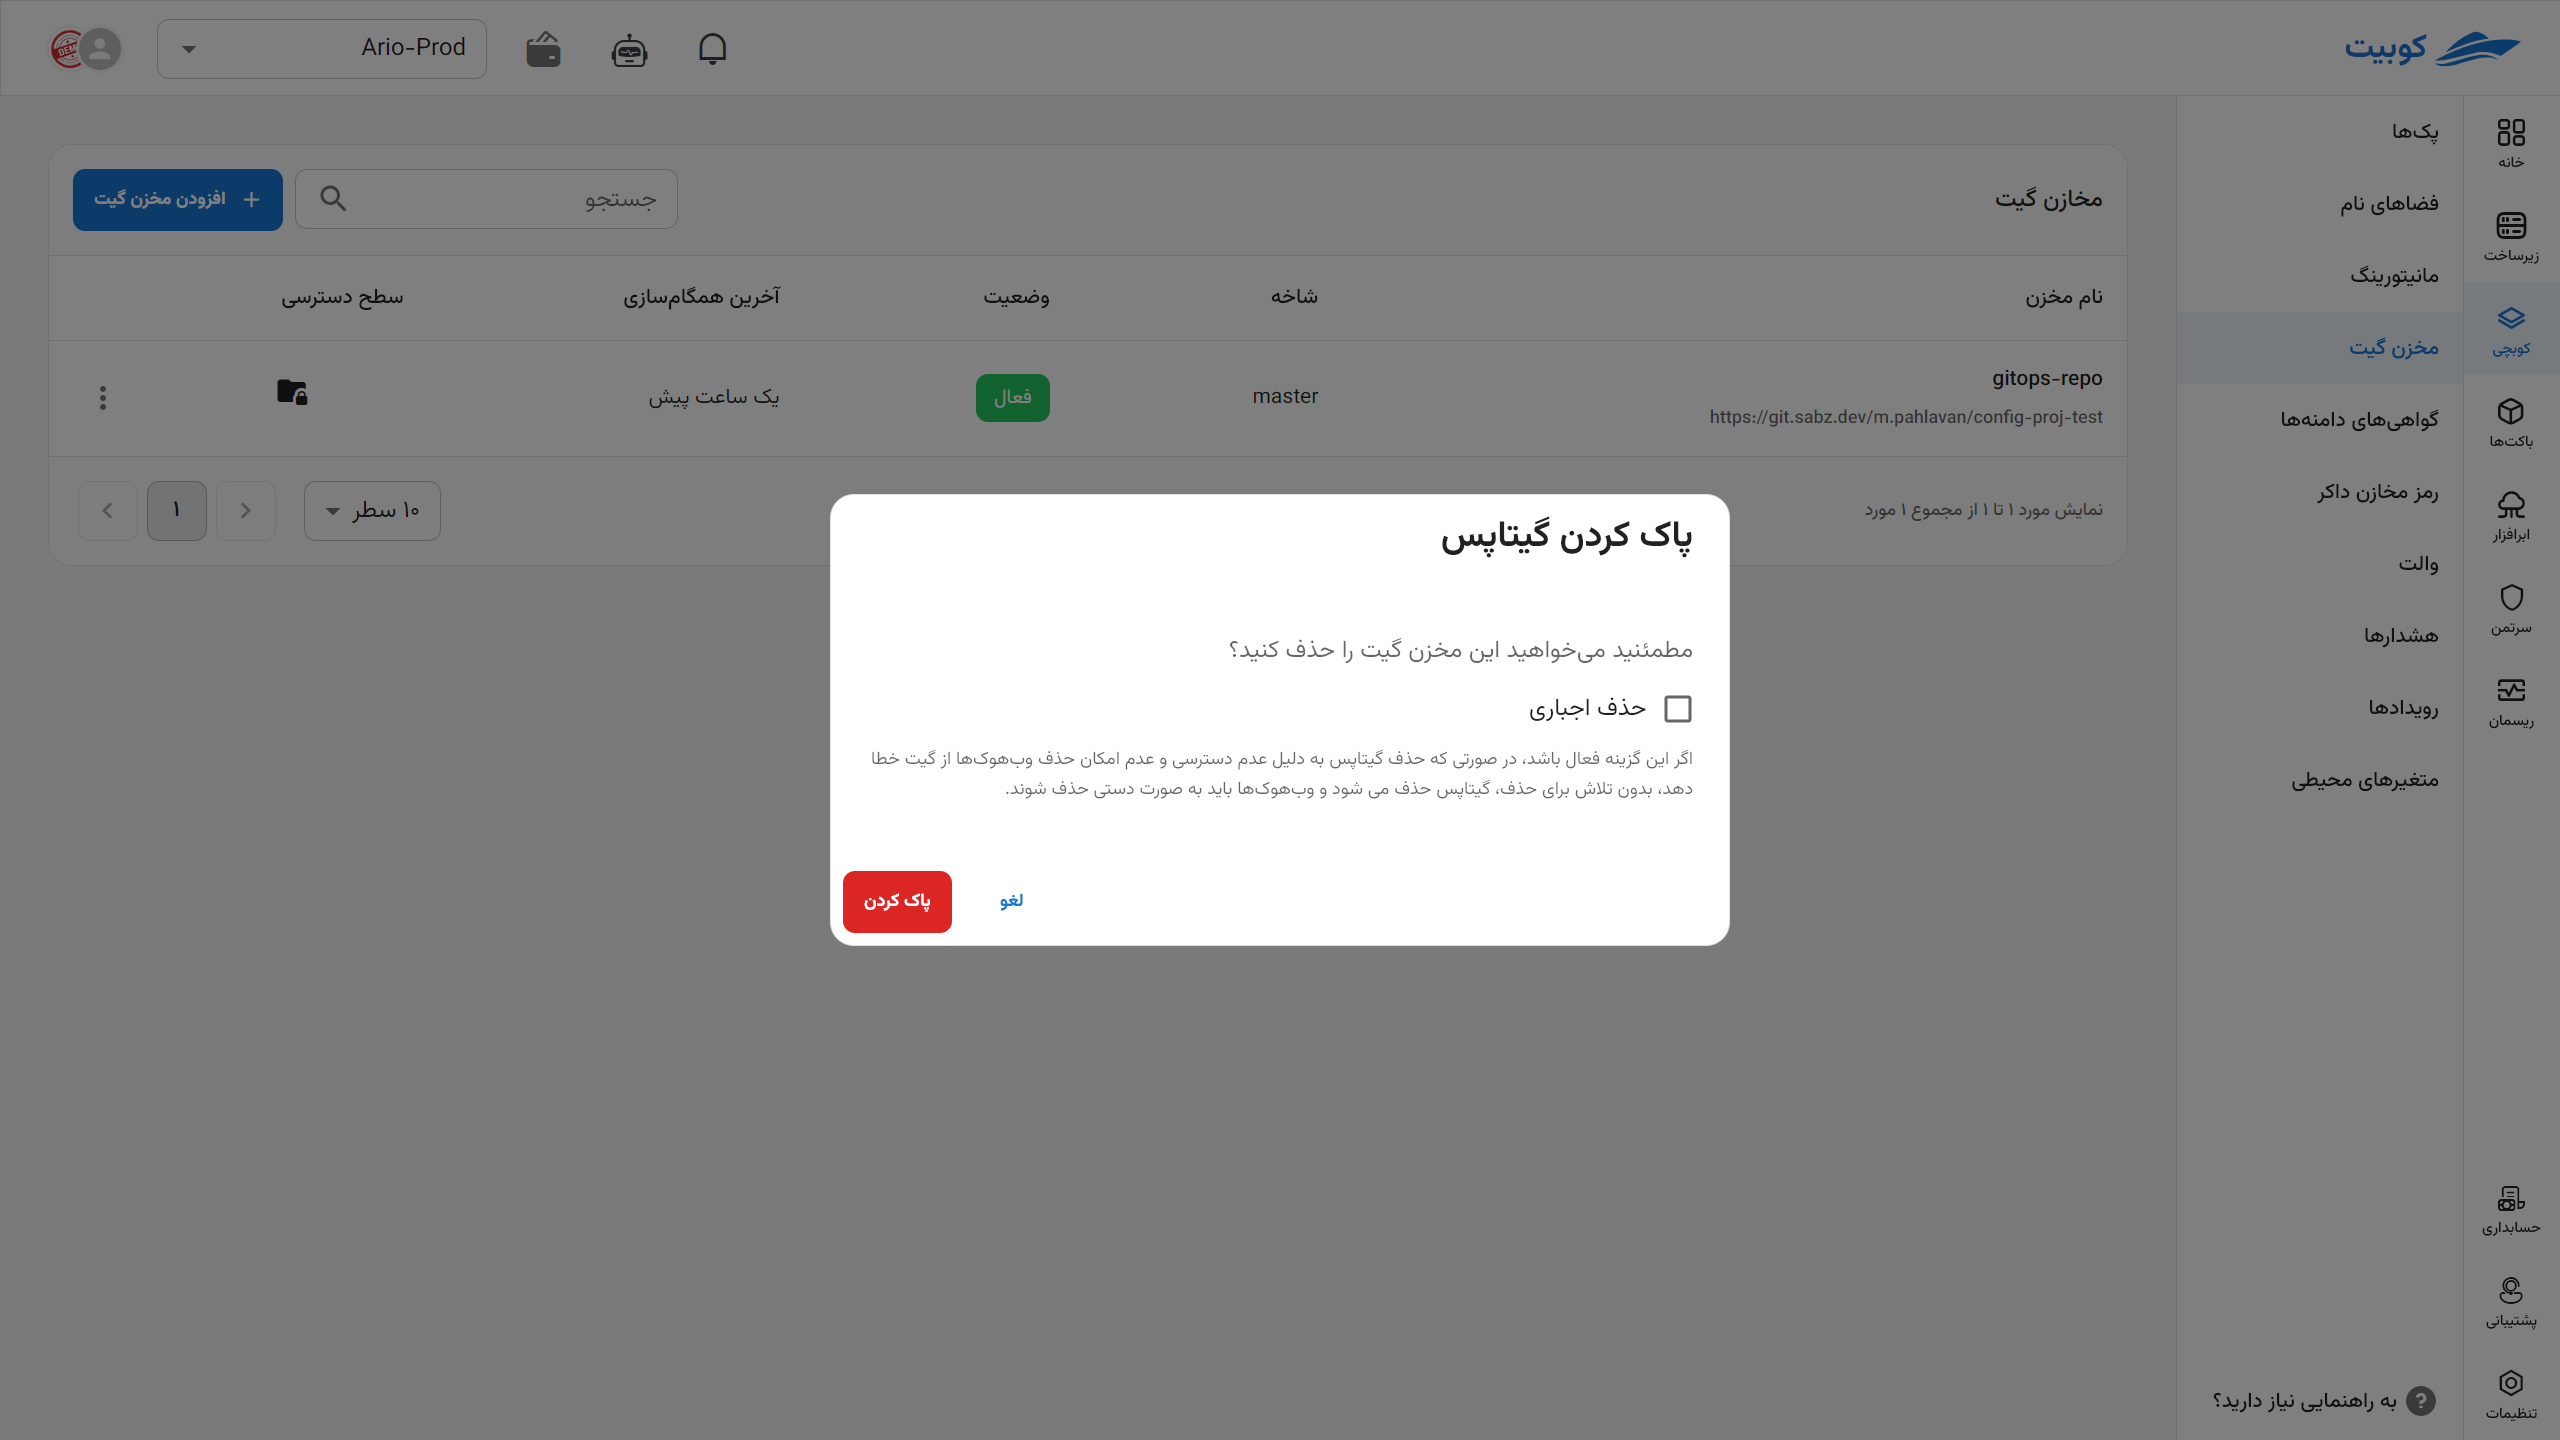 کوبیت
Ario-Prod
DEM
خانه
زیرساخت
کوبچی
باکت‌ها
ابرافزار
سرتمن
ریسمان
حسابداری
پشتیبانی
تنظیمات
پک‌ها
فضاهای نام
مانیتورینگ
مخزن گیت
گواهی‌های دامنه‌ها
رمز مخازن داکر
والت
هشدارها
رویدادها
متغیرهای محیطی
به راهنمایی نیاز دارید؟
مخازن گیت
جستجو
افزودن مخزن گیت
نام مخزن شاخه وضعیت آخرین همگام‌سازی سطح دسترسی
gitops-repo
https://git.sabz.dev/m.pahlavan/config-proj-test
master
فعال
یک ساعت پیش
نمایش مورد ۱ تا ۱ از مجموع ۱ مورد
۱۰ سطر
۱
پاک کردن گیتاپس
مطمئنید می‌خواهید این مخزن گیت را حذف کنید؟
حذف اجباری
اگر این گزینه فعال باشد، در صورتی که حذف گیتاپس به دلیل عدم دسترسی و عدم امکان حذف وب‌هوک‌ها از گیت خطا
دهد، بدون تلاش برای حذف، گیتاپس حذف می شود و وب‌هوک‌ها باید به صورت دستی حذف شوند.
لغو
پاک کردن